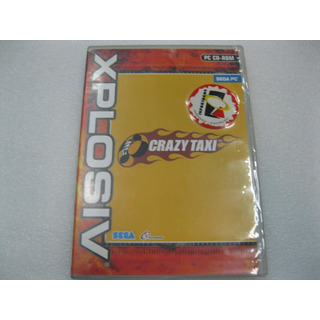 PC CD-ROM
SEGA PC
XPLOSIV
CRAZY TAXI
SEGA